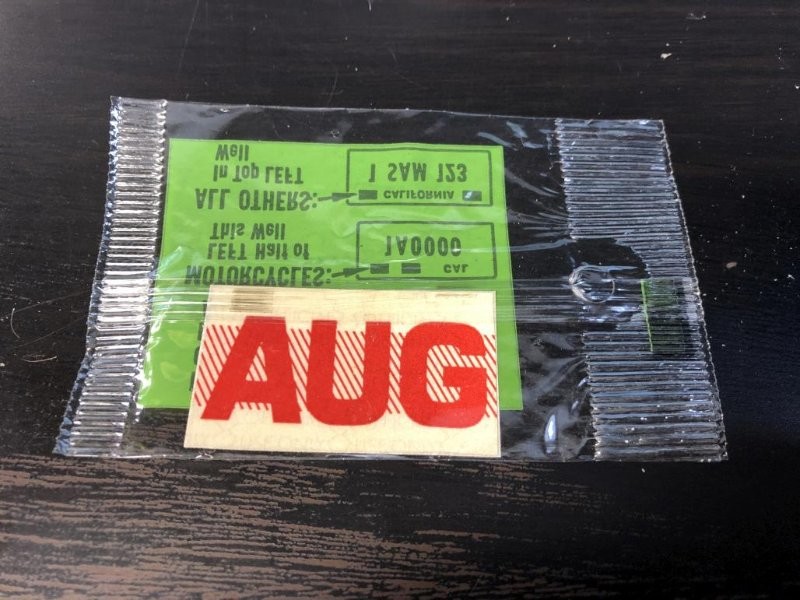 MOTORCYCLES:
LEFT Half of
This Well
CAL
1A0000
ALL OTHERS:
In Top LEFT
Well
CALIFORNIA
1 SAM 123
AUG